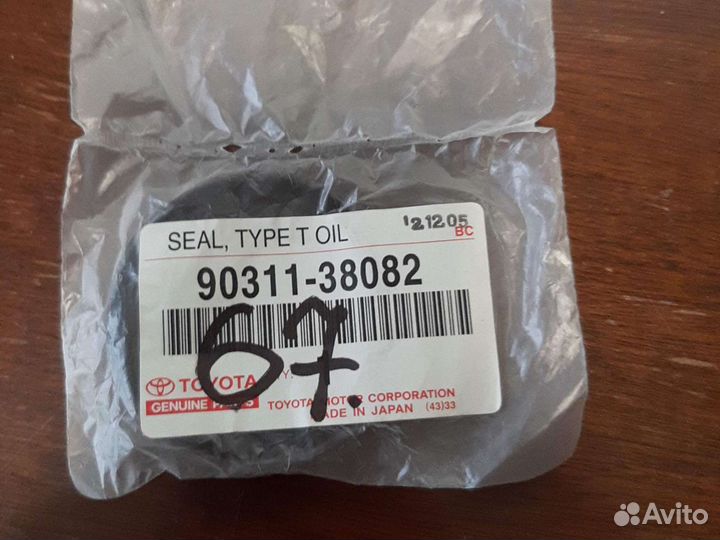 SEAL, TYPE T OIL
121205
BC
90311-38082
67.
TOYOTA
GENUINE PARTS
TOYOTA MOTOR CORPORATION
MADE IN JAPAN (43)33
Avito